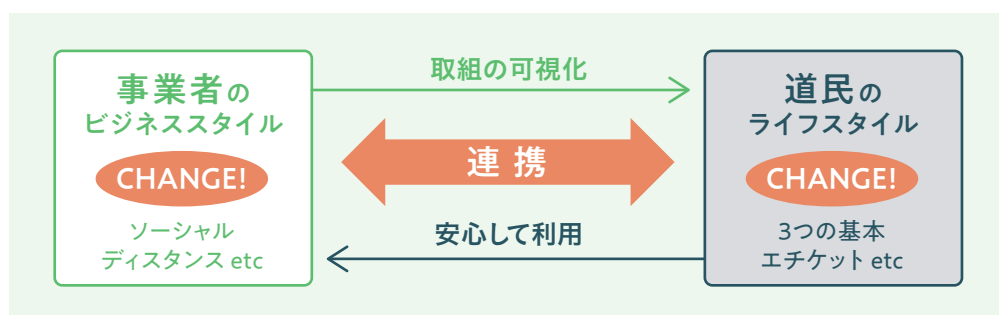 事業者の
ビジネススタイル
CHANGE!
ソーシャル
ディスタンス etc
取組の可視化
連携
安心して利用
道民の
ライフスタイル
CHANGE!
3つの基本
エチケット etc